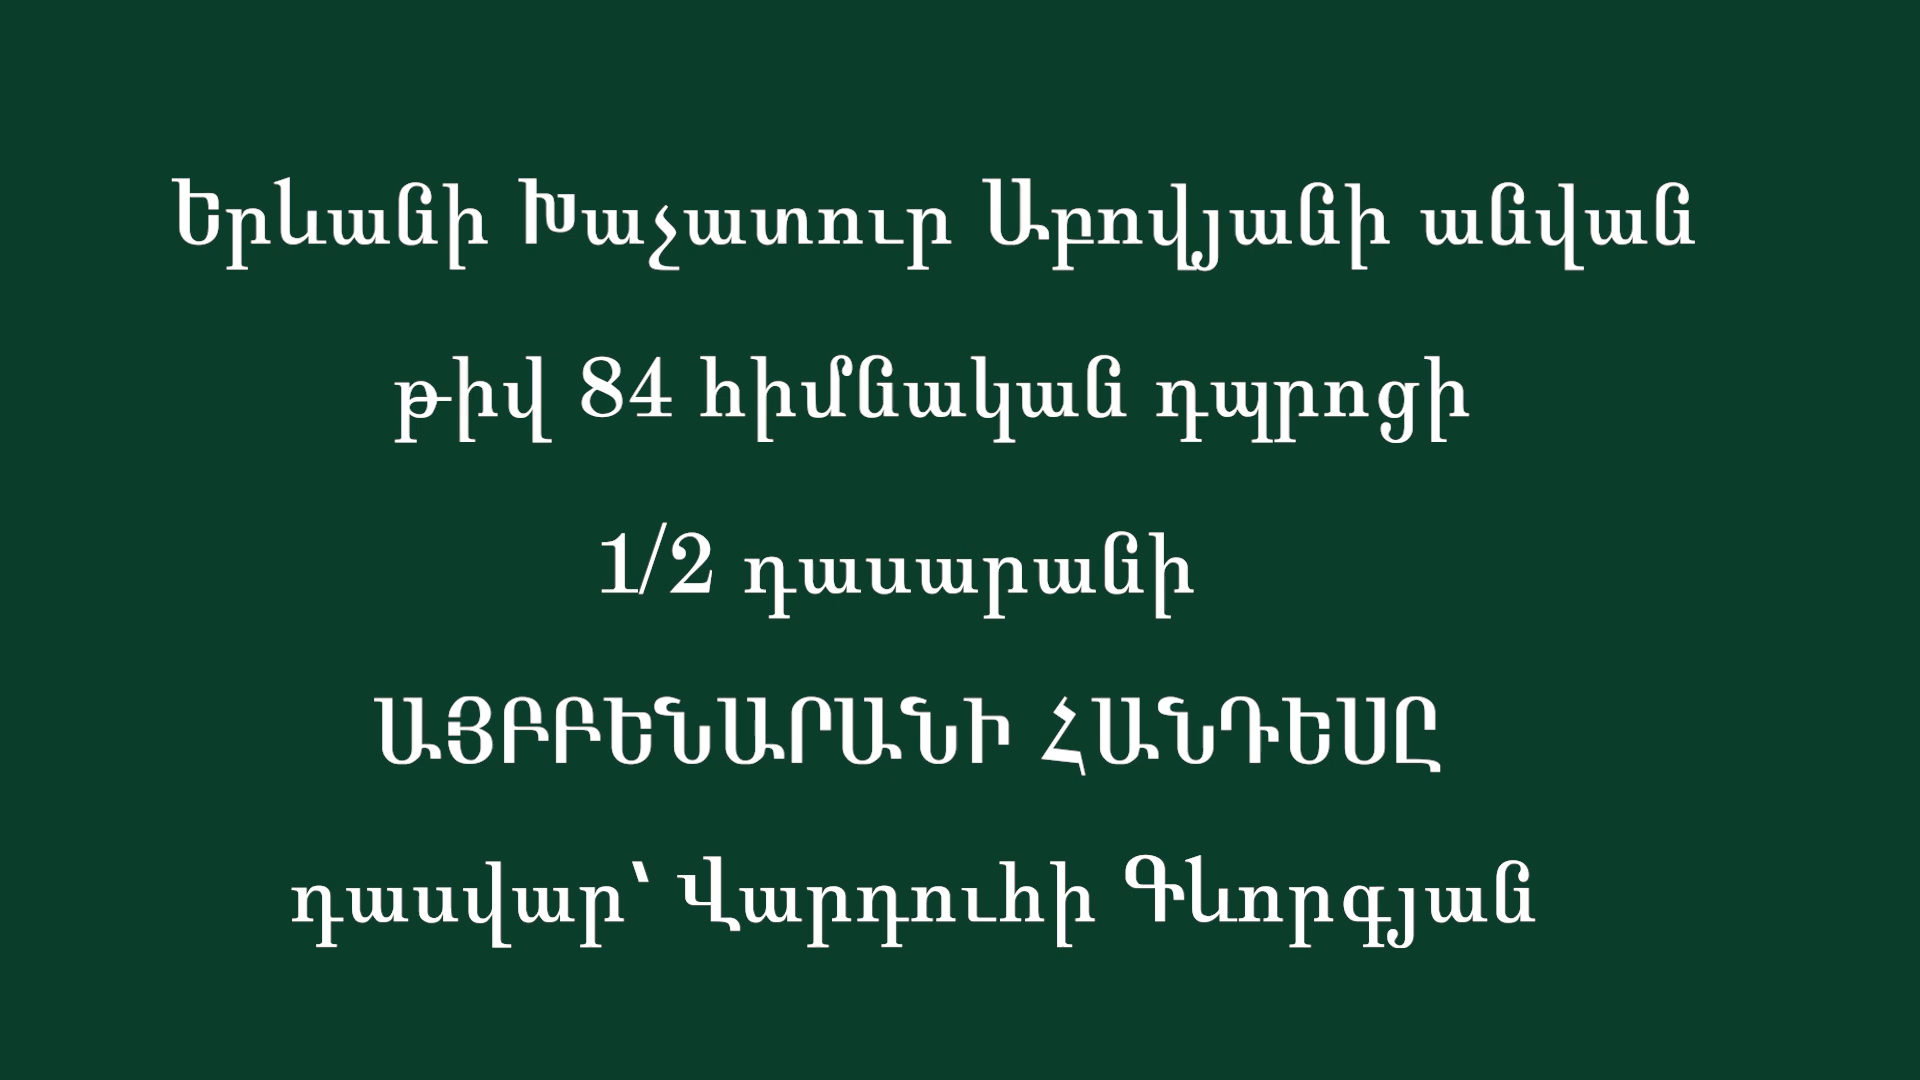 Երևանի Խաչատուր Աբովյանի անվան
թիվ 84 հիմնական դպրոցի
1/2 դասարանի
ԱՅԲԲԵՆԱՐԱՆԻ ՀԱՆԴԵՍԸ
դասվար՝ Վարդուհի Գևորգյան